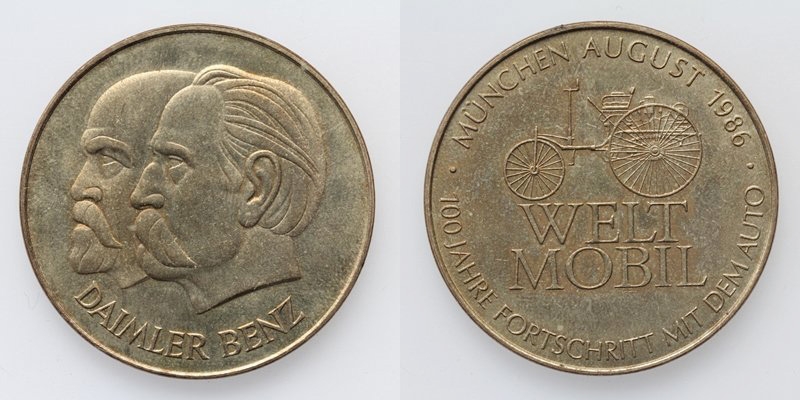 DAIMLER BENZ
MÜNCHEN AUGUST 1986
WELT
MOBIL
100 JAHRE FORTSCHRITT MIT DEM AUTO